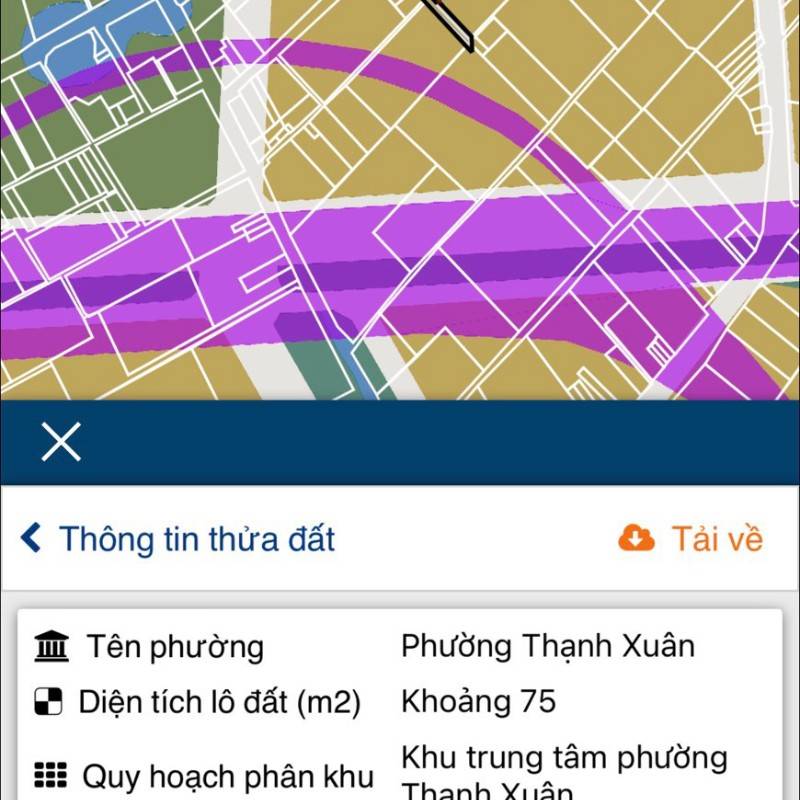 Thông tin thửa đất
Tải về
Tên phường
Phường Thạnh Xuân
Diện tích lô đất (m2)
Khoảng 75
Quy hoạch phân khu
Khu trung tâm phường
Thạnh Xuân